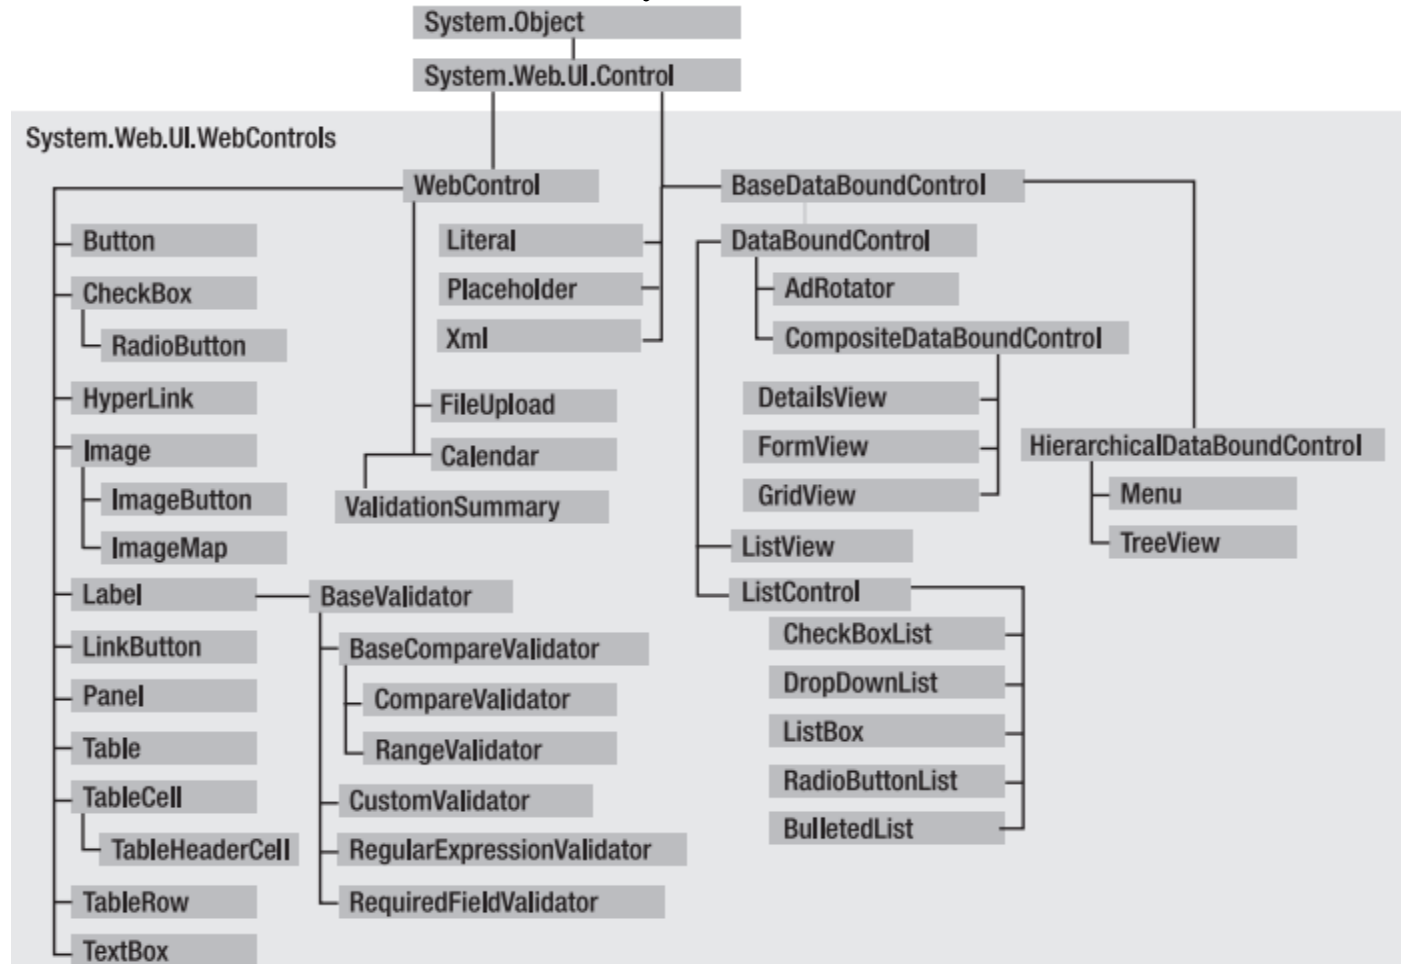 System.Object
System.Web.UI.Control
System.Web.UI.WebControls
WebControl
Button
CheckBox
RadioButton
HyperLink
Image
ImageButton
ImageMap
Label
LinkButton
Panel
Table
TableCell
TableHeaderCell
TableRow
TextBox
Literal
Placeholder
Xml
FileUpload
Calendar
ValidationSummary
BaseValidator
BaseCompareValidator
CompareValidator
RangeValidator
CustomValidator
RegularExpressionValidator
RequiredFieldValidator
BaseDataBoundControl
DataBoundControl
AdRotator
CompositeDataBoundControl
DetailsView
FormView
GridView
ListView
ListControl
CheckBoxList
DropDownList
ListBox
RadioButtonList
BulletedList
HierarchicalDataBoundControl
Menu
TreeView